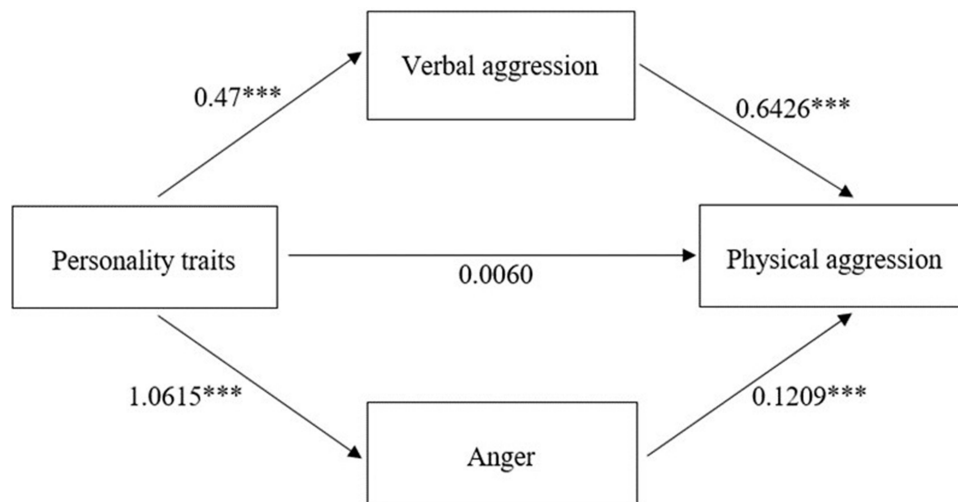 Verbal aggression
0.47***
0.6426***
Personality traits
0.0060
Physical aggression
1.0615***
0.1209***
Anger